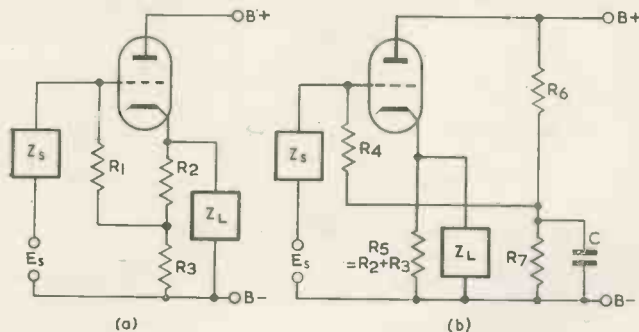 B+
Zs
R1
R2
ZL
Es
R3
B-
(a)
B+
R6
Zs
R4
Es
R5
=R2+R3
ZL
R7
C
B-
(b)